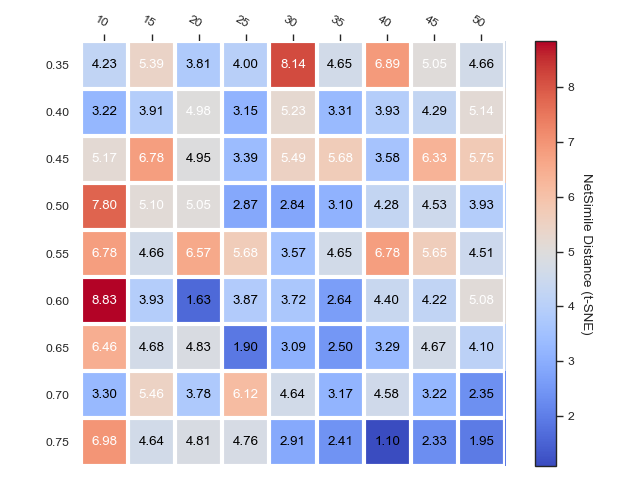 10 15 20 25 30 35 40 45 50
0.35 4.23 5.39 3.81 4.00 8.14 4.65 6.89 5.05 4.66
0.40 3.22 3.91 4.98 3.15 5.23 3.31 3.93 4.29 5.14
0.45 5.17 6.78 4.95 3.39 5.49 5.68 3.58 6.33 5.75
0.50 7.80 5.10 5.05 2.87 2.84 3.10 4.28 4.53 3.93
0.55 6.78 4.66 6.57 5.68 3.57 4.65 6.78 5.65 4.51
0.60 8.83 3.93 1.63 3.87 3.72 2.64 4.40 4.22 5.08
0.65 6.46 4.68 4.83 1.90 3.09 2.50 3.29 4.67 4.10
0.70 3.30 5.46 3.78 6.12 4.64 3.17 4.58 3.22 2.35
0.75 6.98 4.64 4.81 4.76 2.91 2.41 1.10 2.33 1.95
8
7
6
5
4
3
2
NetSimile Distance (t-SNE)